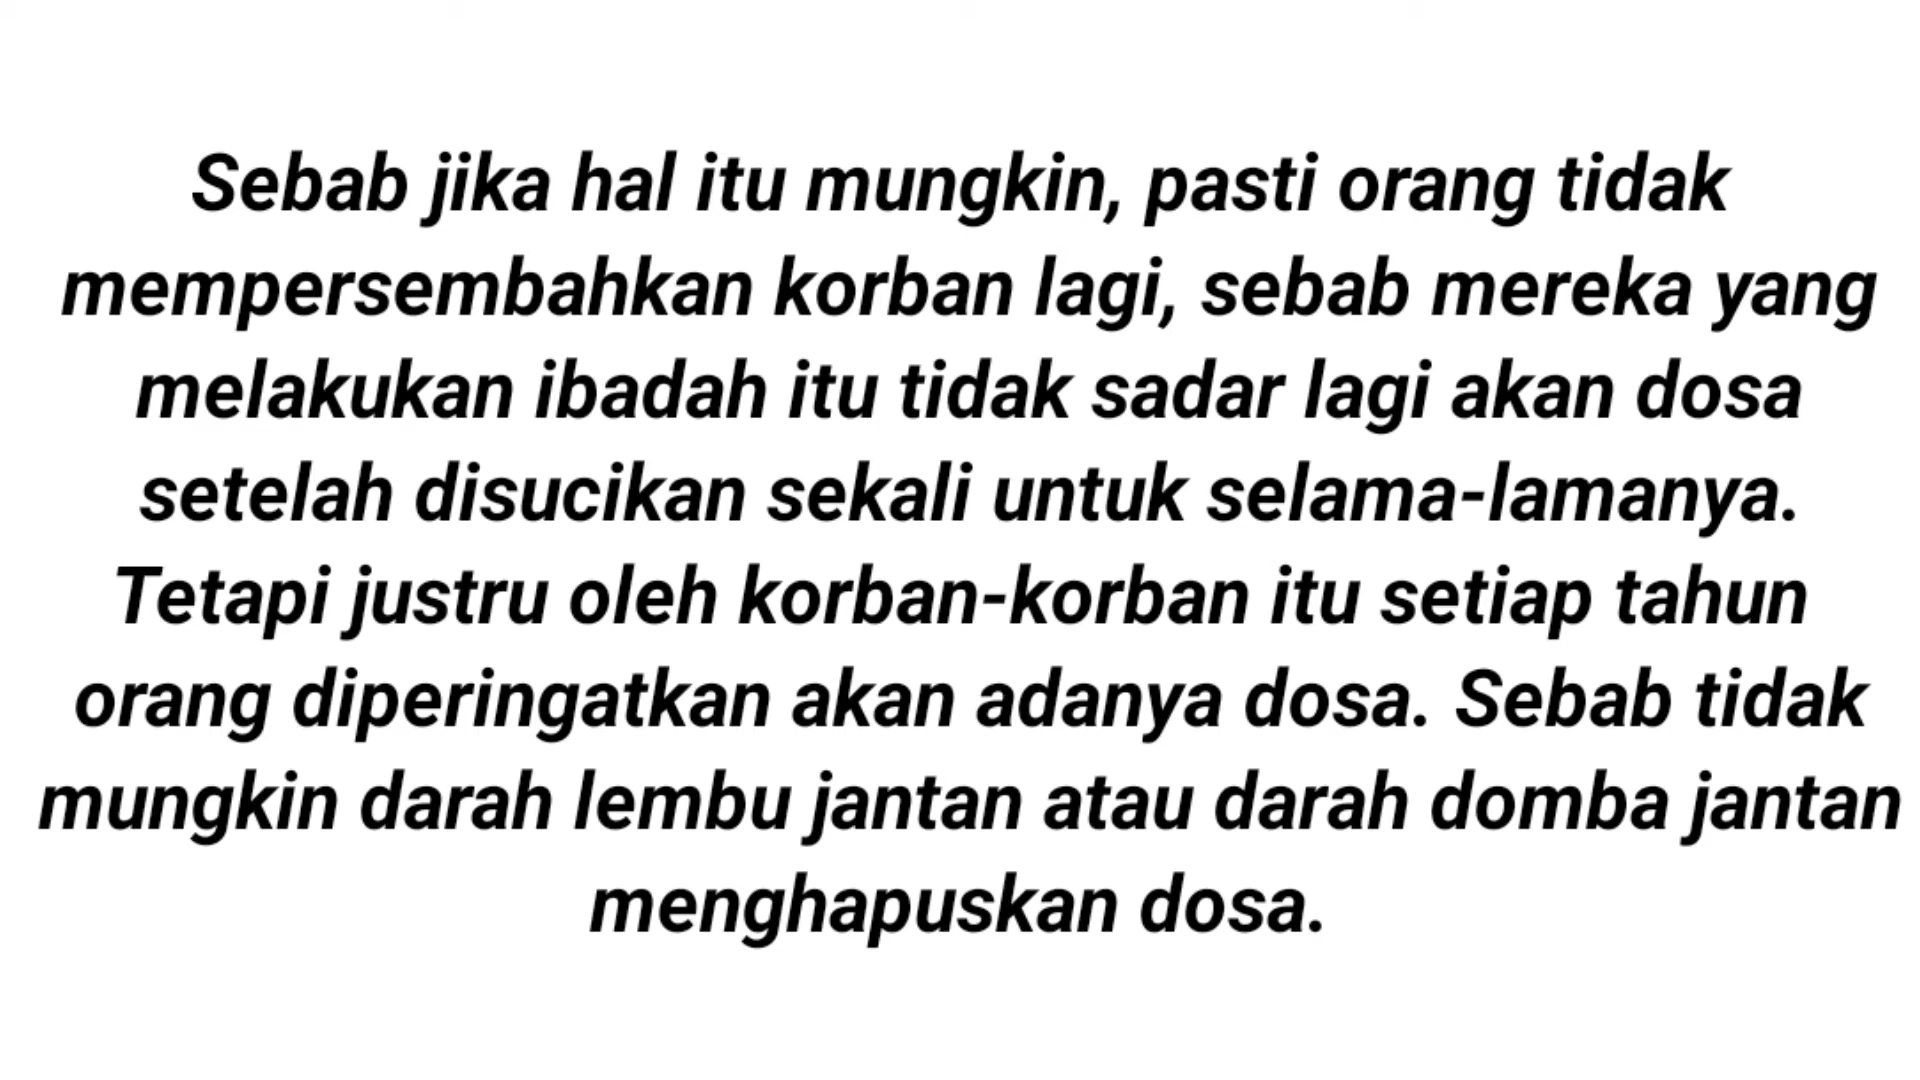 Sebab jika hal itu mungkin, pasti orang tidak
mempersembahkan korban lagi, sebab mereka yang
melakukan ibadah itu tidak sadar lagi akan dosa
setelah disucikan sekali untuk selama-lamanya.
Tetapi justru oleh korban-korban itu setiap tahun
orang diperingatkan akan adanya dosa. Sebab tidak
mungkin darah lembu jantan atau darah domba jantan
menghapuskan dosa.